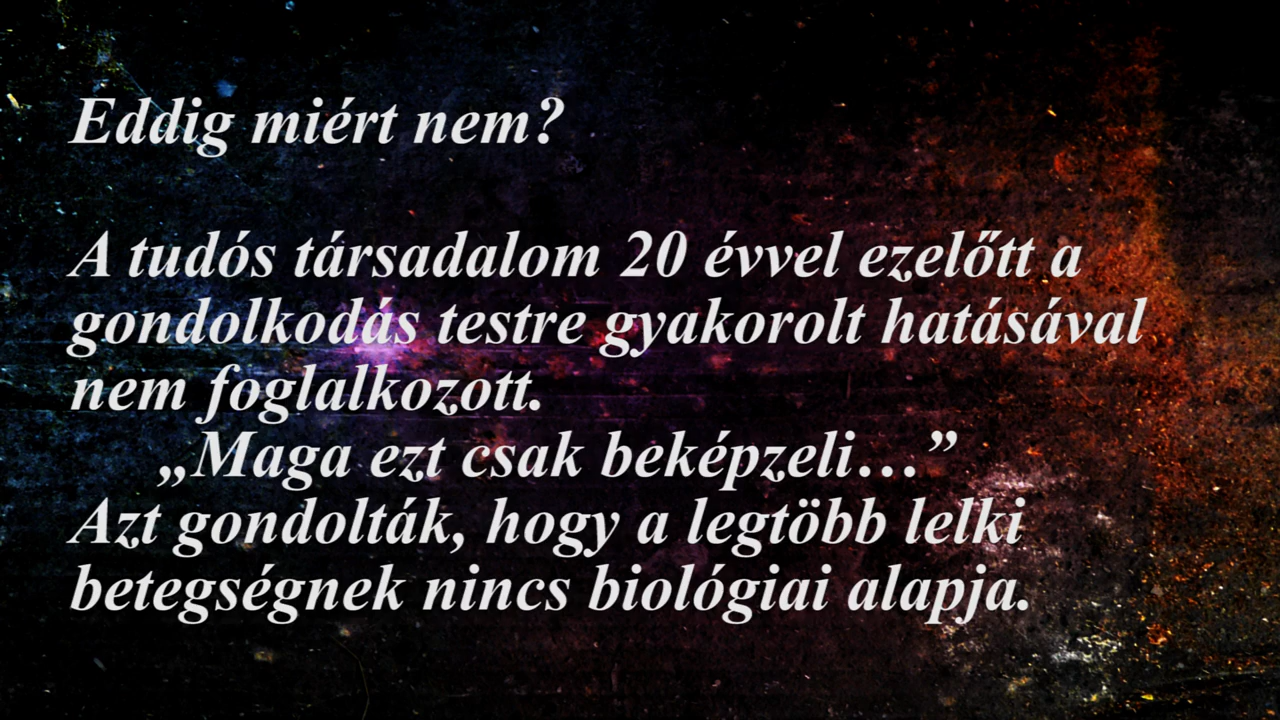 Eddig miért nem?
A tudós társadalom 20 évvel ezelőtt a
gondolkodás testre gyakorolt hatásával
nem foglalkozott.
„Maga ezt csak beképzeli…”
Azt gondolták, hogy a legtöbb lelki
betegségnek nincs biológiai alapja.